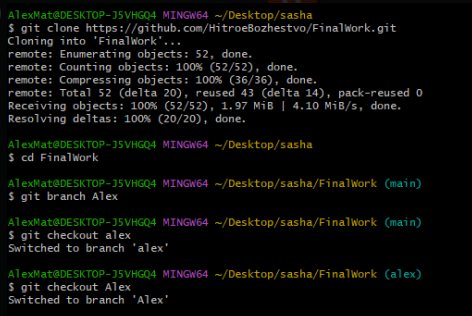 AlexMat@DESKTOP-J5VHGQ4 MINGW64 ~/Desktop/sasha
$ git clone https://github.com/HitroeBozhestvo/FinalWork.git
Cloning into 'FinalWork'...
remote: Enumerating objects: 52, done.
remote: Counting objects: 100% (52/52), done.
remote: Compressing objects: 100% (36/36), done.
remote: Total 52 (delta 20), reused 43 (delta 14), pack-reused 0
Receiving objects: 100% (52/52), 1.97 MiB | 4.10 MiB/s, done.
Resolving deltas: 100% (20/20), done.
AlexMat@DESKTOP-J5VHGQ4 MINGW64 ~/Desktop/sasha
$ cd FinalWork
AlexMat@DESKTOP-J5VHGQ4 MINGW64 ~/Desktop/sasha/FinalWork (main)
$ git branch Alex
AlexMat@DESKTOP-J5VHGQ4 MINGW64 ~/Desktop/sasha/FinalWork (main)
$ git checkout alex
Switched to branch 'alex'
AlexMat@DESKTOP-J5VHGQ4 MINGW64 ~/Desktop/sasha/FinalWork (alex)
$ git checkout Alex
Switched to branch 'Alex'